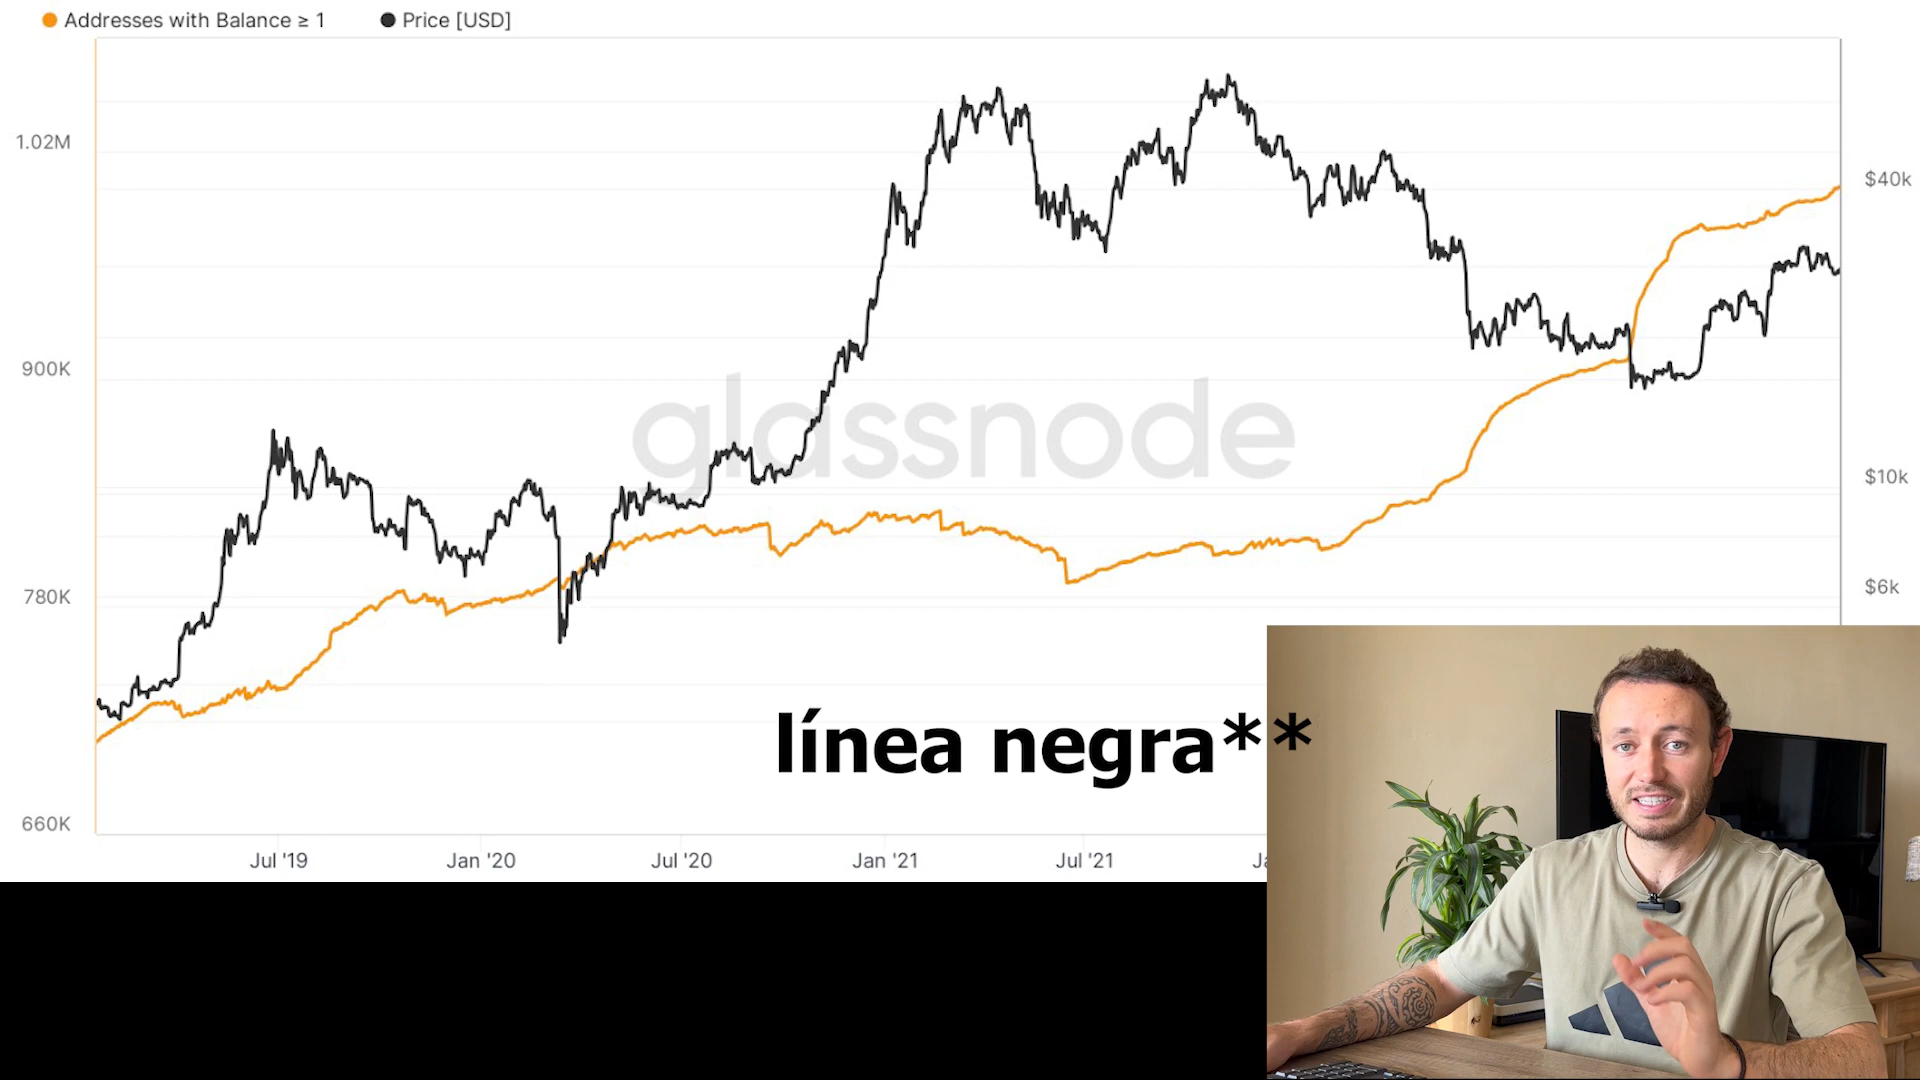 Addresses with Balance ≥ 1 Price [USD]
1.02M
$40k
900K
glassnode
$10k
780K
$6k
línea negra**
660K
Jul '19 Jan '20 Jul '20 Jan '21 Jul '21